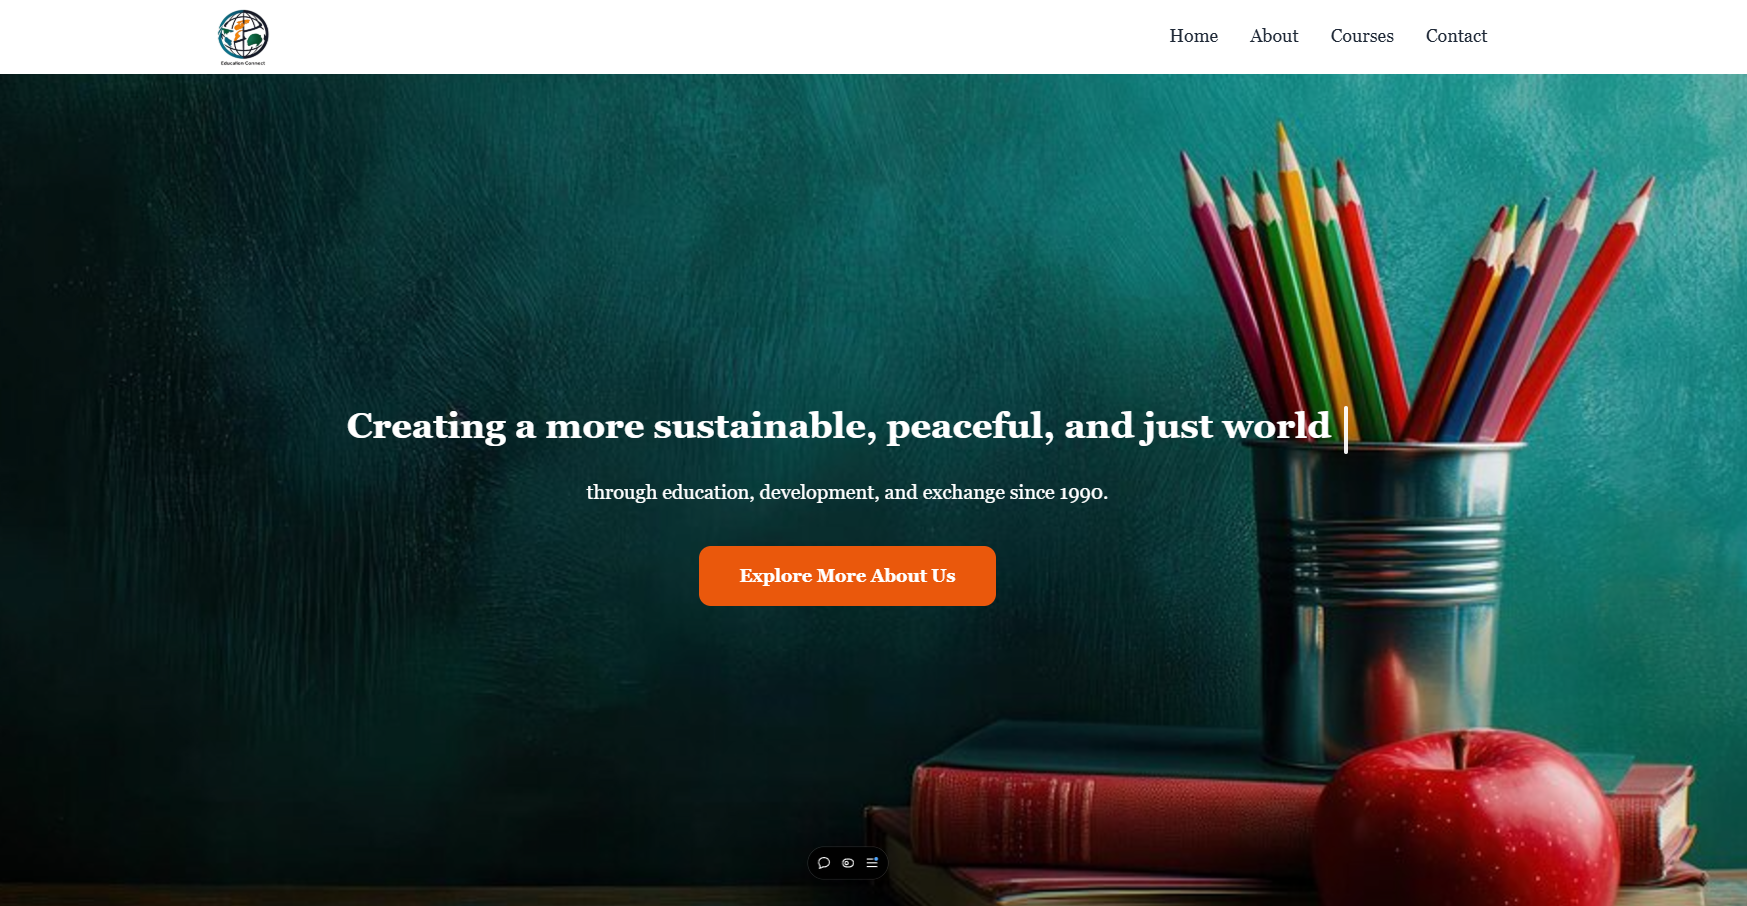 Education Connect
Home About Courses Contact
Creating a more sustainable, peaceful, and just world
through education, development, and exchange since 1990.
Explore More About Us